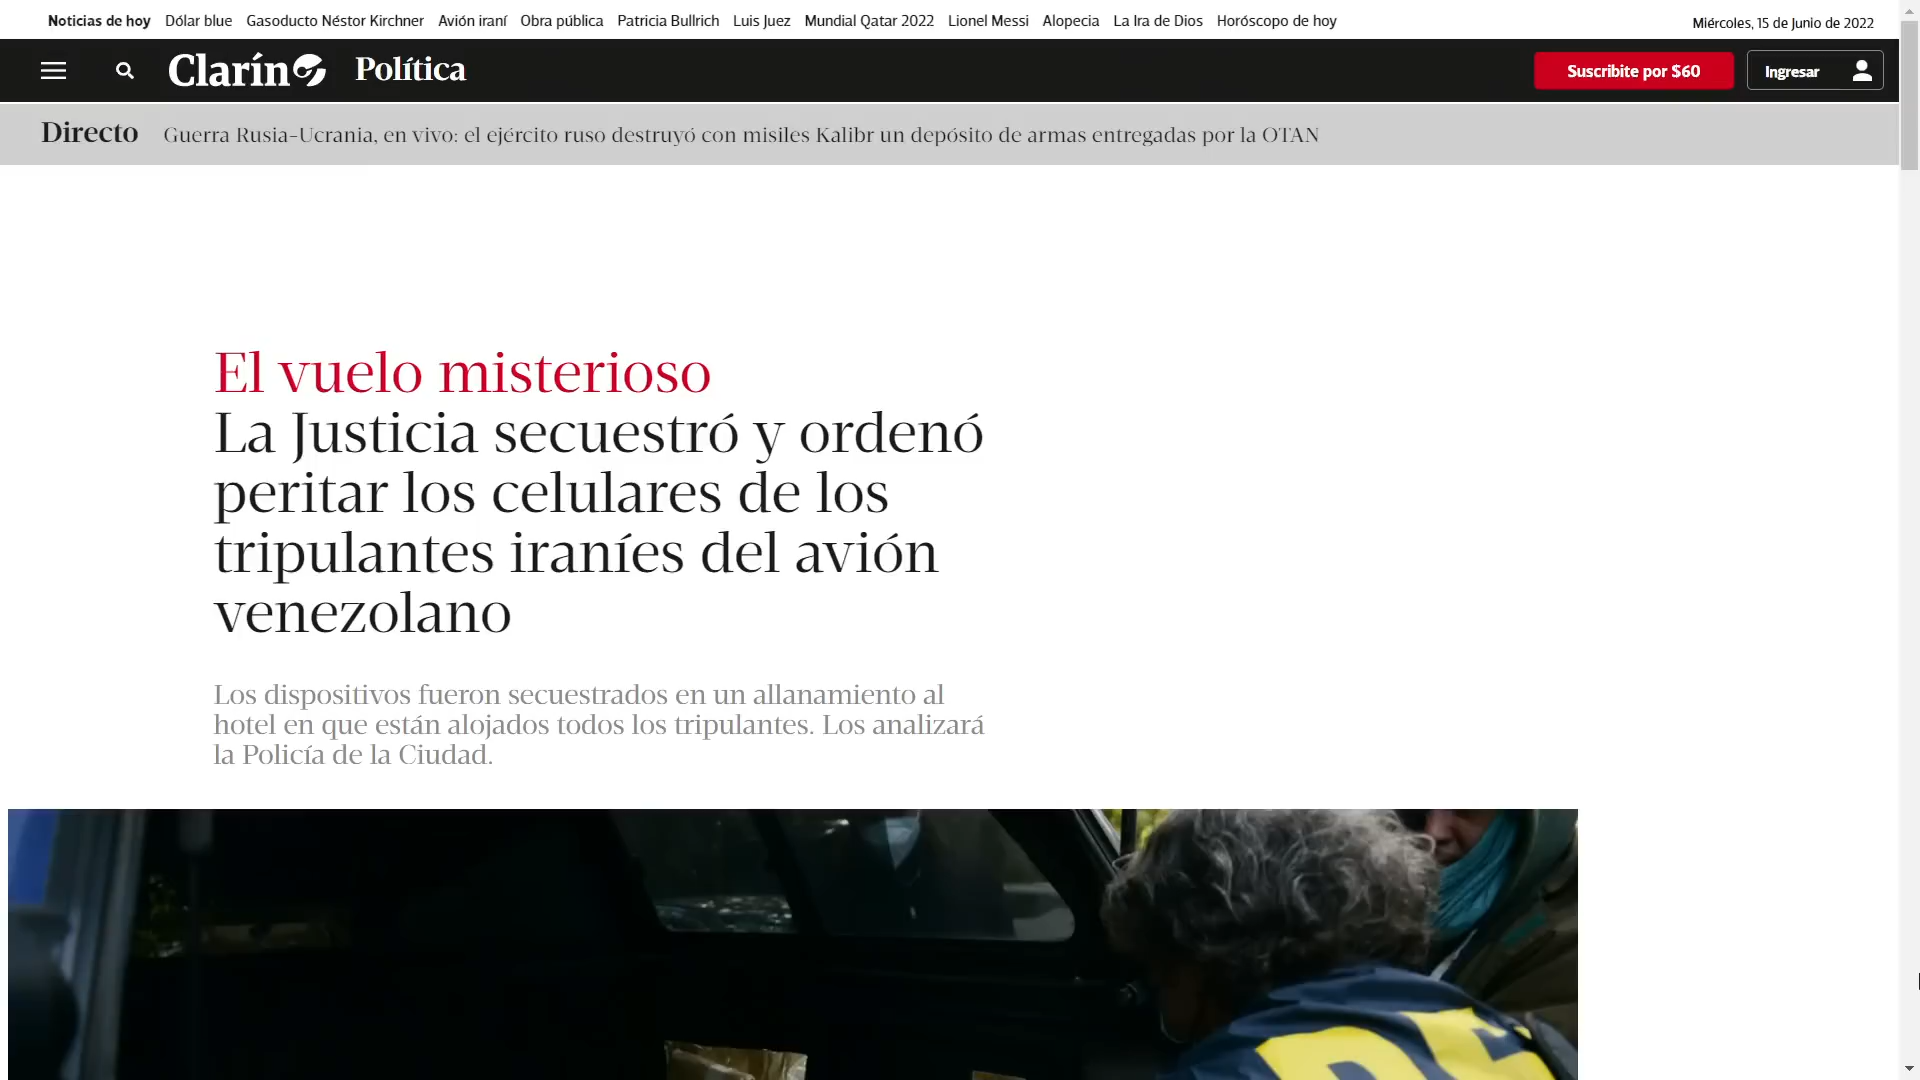 Noticias de hoy Dólar blue Gasoducto Néstor Kirchner Avión iraní Obra pública Patricia Bullrich Luis Juez Mundial Qatar 2022 Lionel Messi Alopecia La Ira de Dios Horóscopo de hoy Miércoles, 15 de Junio de 2022
Clarín Política Suscribite por $60 Ingresar
Directo Guerra Rusia-Ucrania, en vivo: el ejército ruso destruyó con misiles Kalibr un depósito de armas entregadas por la OTAN
El vuelo misterioso
La Justicia secuestró y ordenó
peritar los celulares de los
tripulantes iraníes del avión
venezolano
Los dispositivos fueron secuestrados en un allanamiento al
hotel en que están alojados todos los tripulantes. Los analizará
la Policía de la Ciudad.